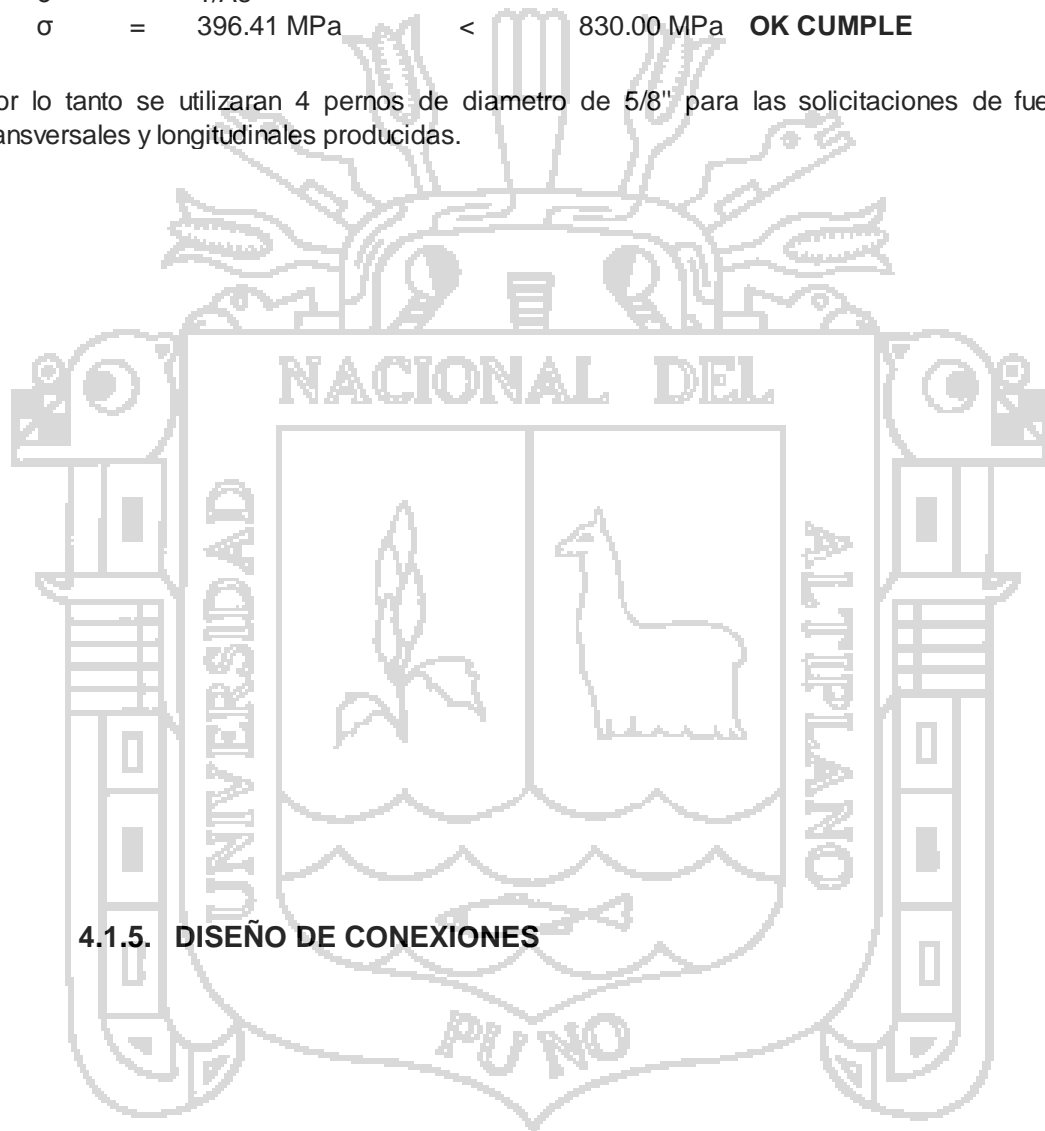 σ = 396.41 MPa < 830.00 MPa OK CUMPLE
or lo tanto se utilizaran 4 pernos de diametro de 5/8" para las solicitaciones de fue
ansversales y longitudinales producidas.
NACIONAL DEL
UNIVERSIDAD
ALTIPLANO
4.1.5. DISEÑO DE CONEXIONES
PUNO